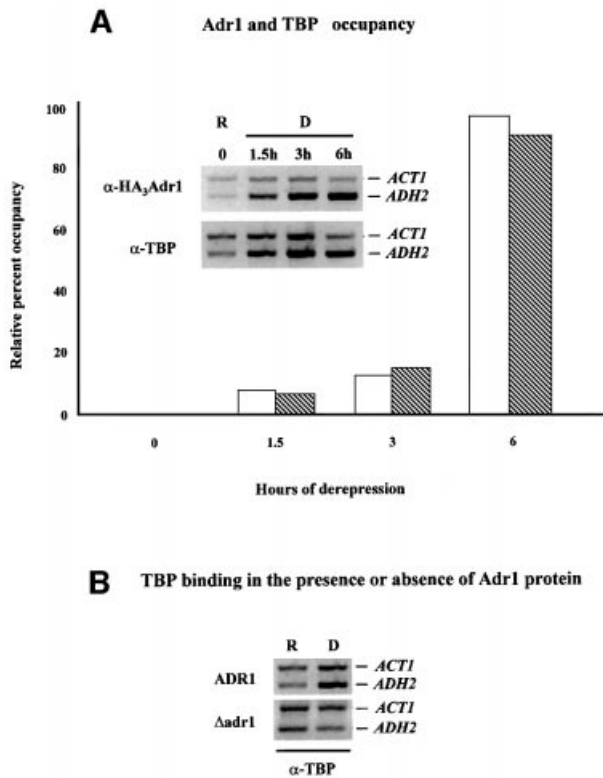 A Adr1 and TBP occupancy
Relative percent occupancy
100
80
60
40
20
0
R D
0 1.5h 3h 6h
α-HA₃Adr1
ACT1
ADH2
α-TBP
ACT1
ADH2
0 1.5 3 6
Hours of derepression
B TBP binding in the presence or absence of Adr1 protein
R D
ADR1
ACT1
ADH2
Δadr1
ACT1
ADH2
α-TBP